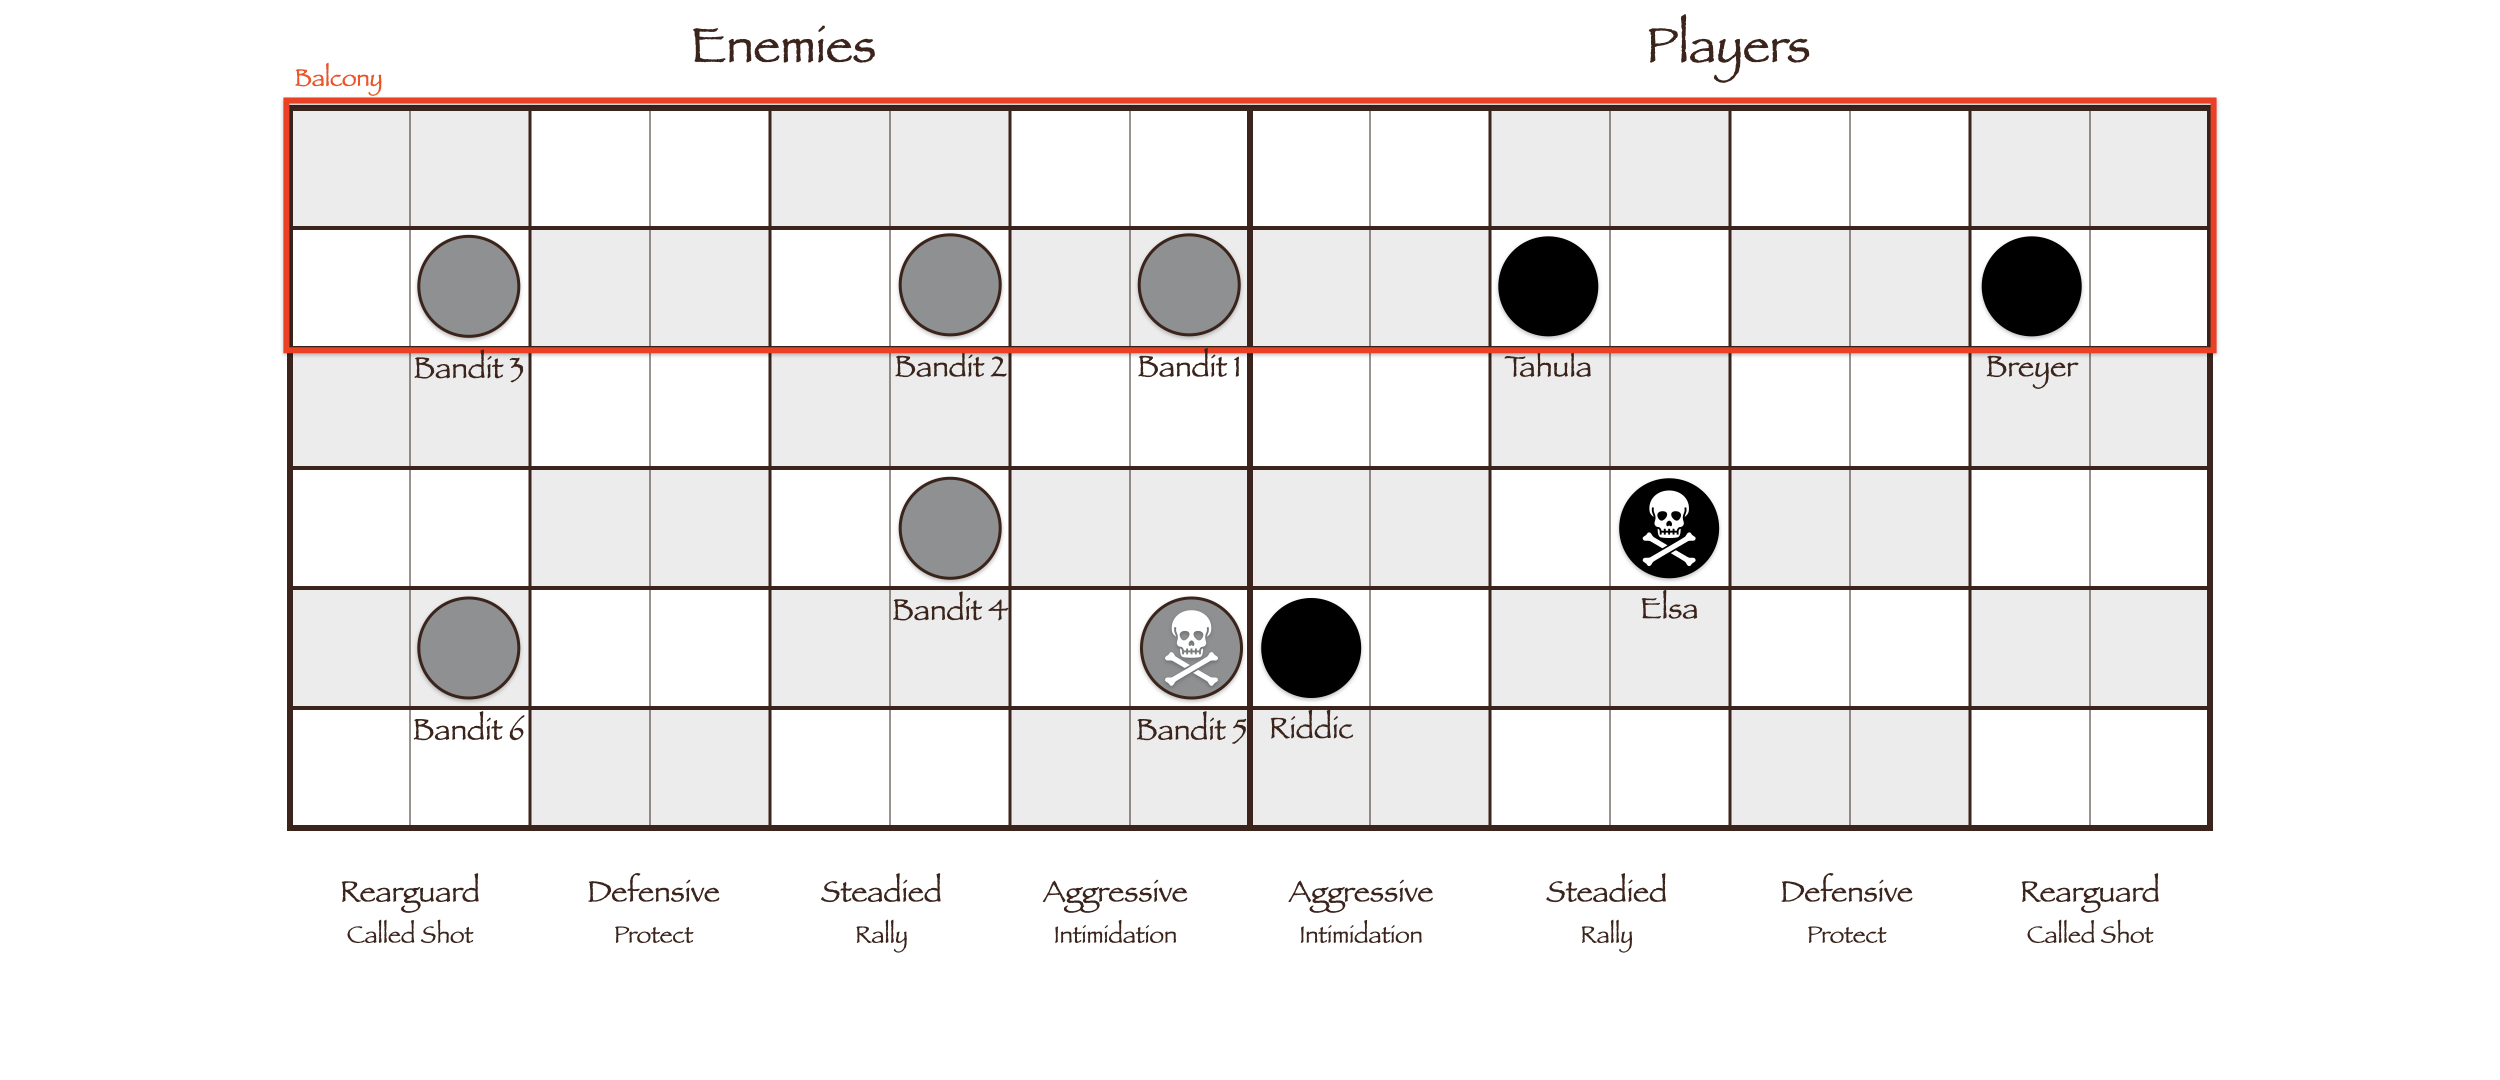 Enemies
Players
Balcony
Bandit 3
Bandit 2
Bandit 1
Tahula
Breyer
Bandit 4
Elsa
Bandit 6
Bandit 5
Riddic
Rearguard
Defensive
Steadied
Aggressive
Aggressive
Steadied
Defensive
Rearguard
Called Shot
Protect
Rally
Intimidation
Intimidation
Rally
Protect
Called Shot